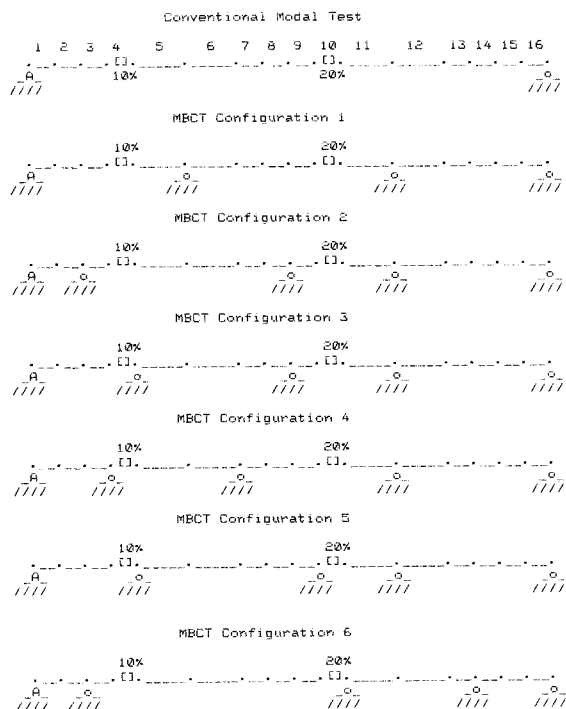 Conventional Modal Test
1 2 3 4 5 6 7 8 9 10 11 12 13 14 15 16
A [] [] o
10% 20%
//// ////
MBCT Configuration 1
10% 20%
A [] o [] o o
//// //// //// ////
MBCT Configuration 2
10% 20%
A o [] o [] o o
//// //// //// //// ////
MBCT Configuration 3
10% 20%
A [] o o [] o o
//// //// //// //// ////
MBCT Configuration 4
10% 20%
A o [] o [] o o
//// //// //// //// ////
MBCT Configuration 5
10% 20%
A [] o o [] o o
//// //// //// //// ////
MBCT Configuration 6
10% 20%
A o [] [] o o o
//// //// //// //// ////